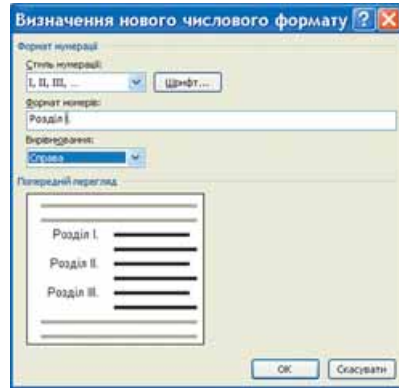 Визначення нового числового формату
Формат нумерації
Стиль нумерації:
I, II, III, ...
Шрифт...
Формат номерів:
Розділ I.
Вирівнювання:
Справа
Попередній перегляд
Розділ I.
Розділ II.
Розділ III.
ОК
Скасувати